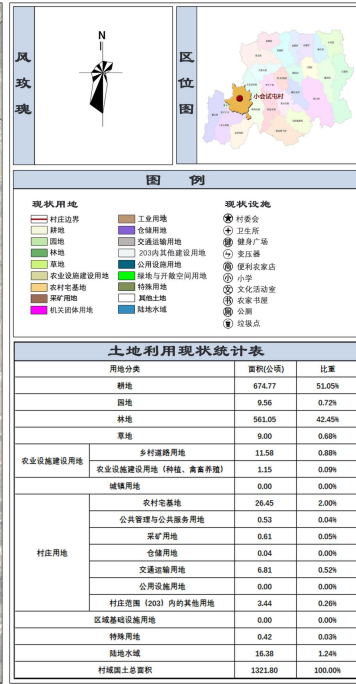 风玫瑰
N
区位图
小会试屯村
图 例
现状用地
村庄边界
耕地
园地
林地
草地
农业设施建设用地
农村宅基地
采矿用地
机关团体用地
工业用地
仓储用地
交通运输用地
203内其他建设用地
公用设施用地
绿地与开敞空间用地
特殊用地
其他土地
陆地水域
现状设施
村委会
卫生所
健 健身广场
变压器
商 便利农家店
小 小学
文 文化活动室
书 农家书屋
厕 公厕
垃圾点
土地利用现状统计表
用地分类 面积(公顷) 比重
耕地 674.77 51.05%
园地 9.56 0.72%
林地 561.05 42.45%
草地 9.00 0.68%
农业设施建设用地 乡村道路用地 11.58 0.88%
农业设施建设用地（种植、禽畜养殖） 1.15 0.09%
城镇用地 0.00 0.00%
村庄用地 农村宅基地 26.45 2.00%
公共管理与公共服务用地 0.53 0.04%
采矿用地 0.61 0.05%
仓储用地 0.04 0.00%
交通运输用地 6.81 0.52%
公用设施用地 0.00 0.00%
村庄范围（203）内的其他用地 3.44 0.26%
区域基础设施用地 0.00 0.00%
特殊用地 0.42 0.03%
陆地水域 16.38 1.24%
村域国土总面积 1321.80 100.00%